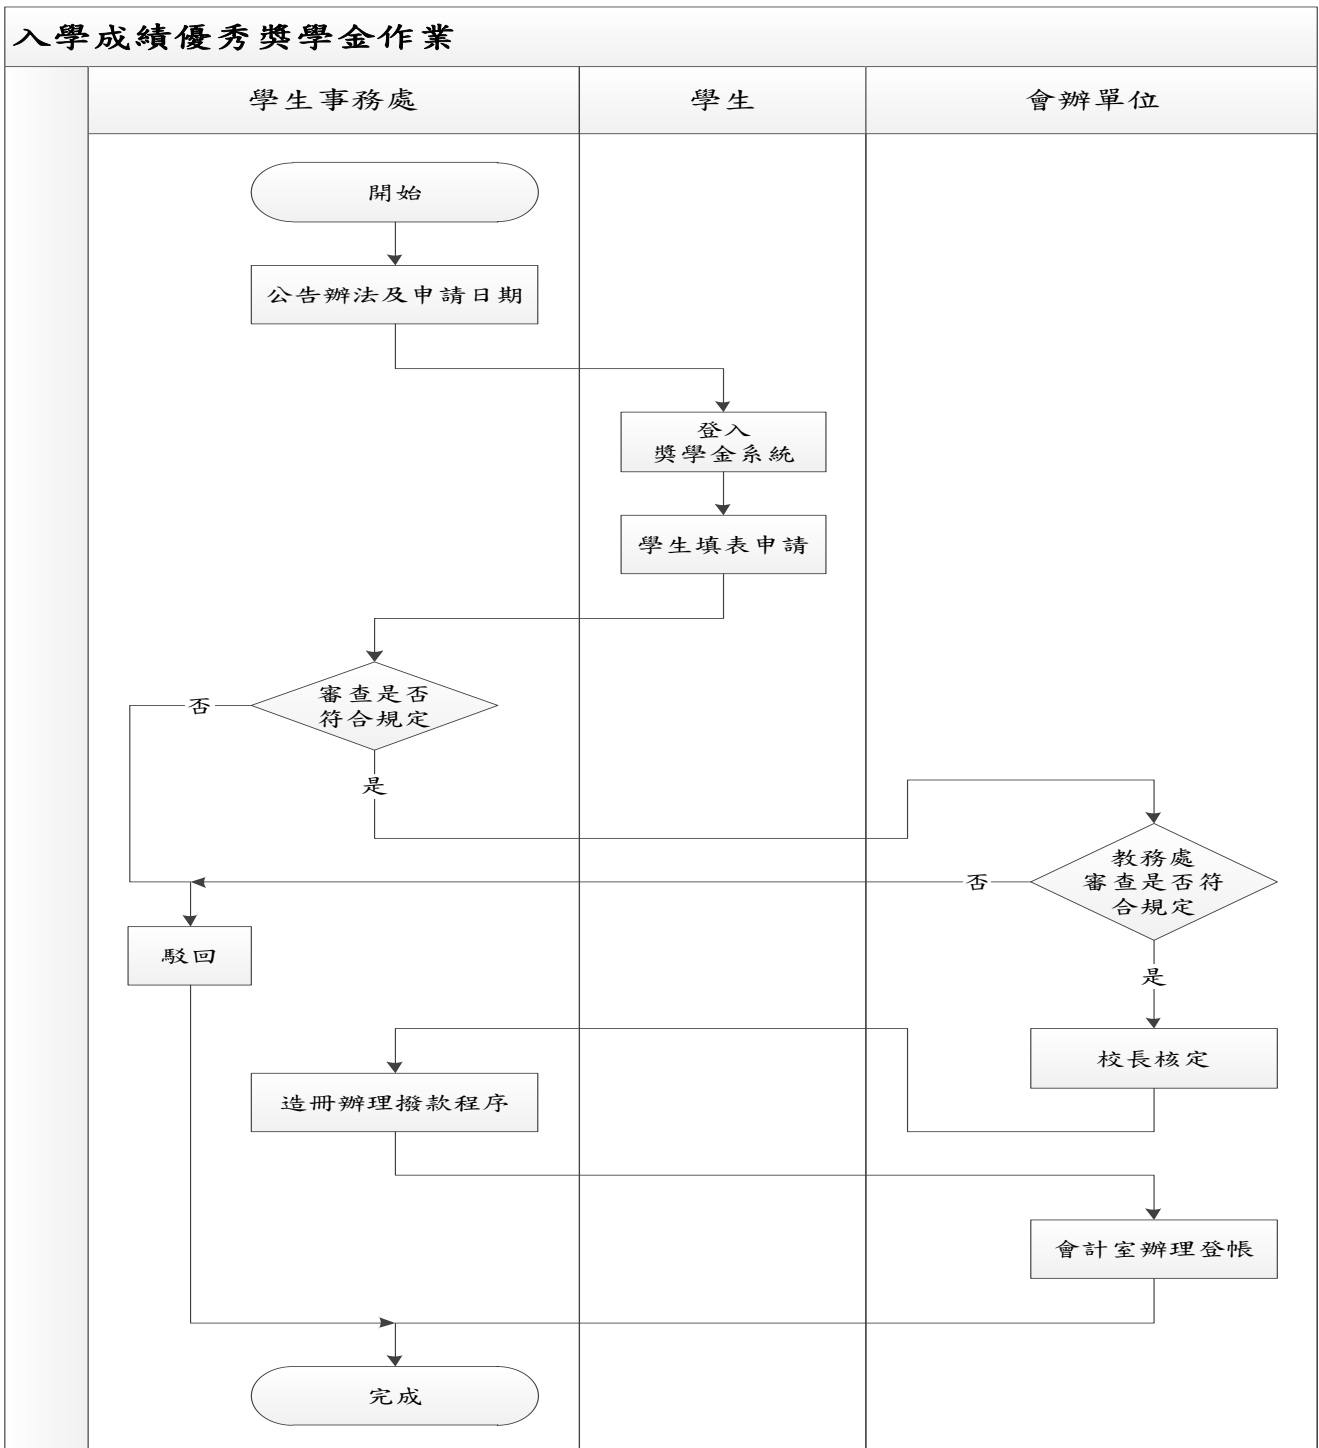 入學成績優秀獎學金作業
學生事務處
學生
會辦單位
開始
公告辦法及申請日期
登入
獎學金系統
學生填表申請
審查是否
符合規定
否
是
教務處
審查是否符
合規定
否
是
駁回
校長核定
造冊辦理撥款程序
會計室辦理登帳
完成